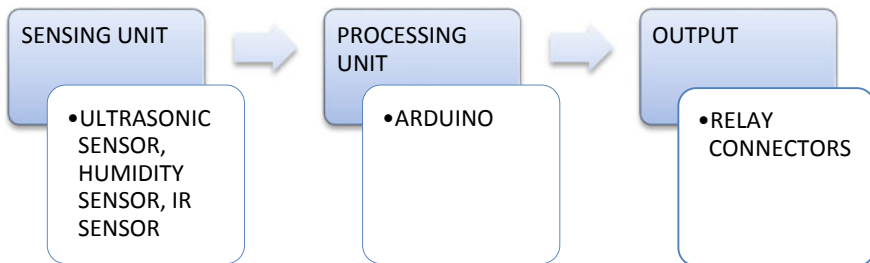 SENSING UNIT
•ULTRASONIC
SENSOR,
HUMIDITY
SENSOR, IR
SENSOR
PROCESSING
UNIT
•ARDUINO
OUTPUT
•RELAY
CONNECTORS